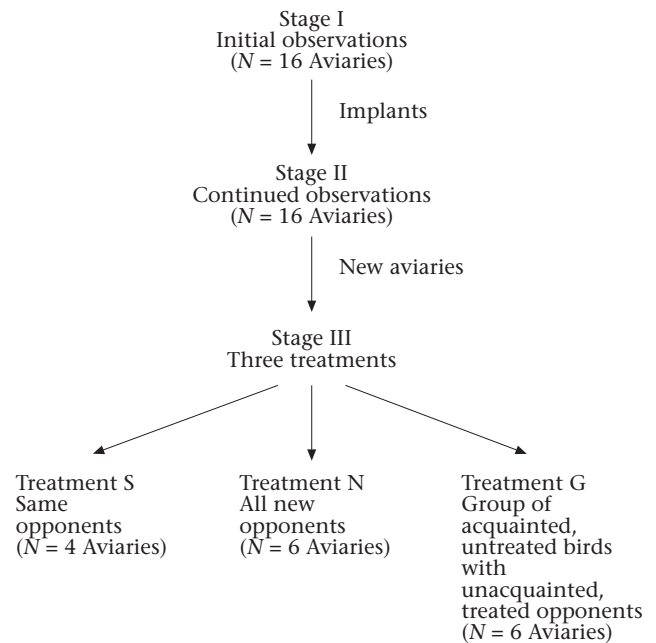 Stage I
Initial observations
(N = 16 Aviaries)
Implants
Stage II
Continued observations
(N = 16 Aviaries)
New aviaries
Stage III
Three treatments
Treatment S
Same
opponents
(N = 4 Aviaries)
Treatment N
All new
opponents
(N = 6 Aviaries)
Treatment G
Group of
acquainted,
untreated birds
with
unacquainted,
treated opponents
(N = 6 Aviaries)